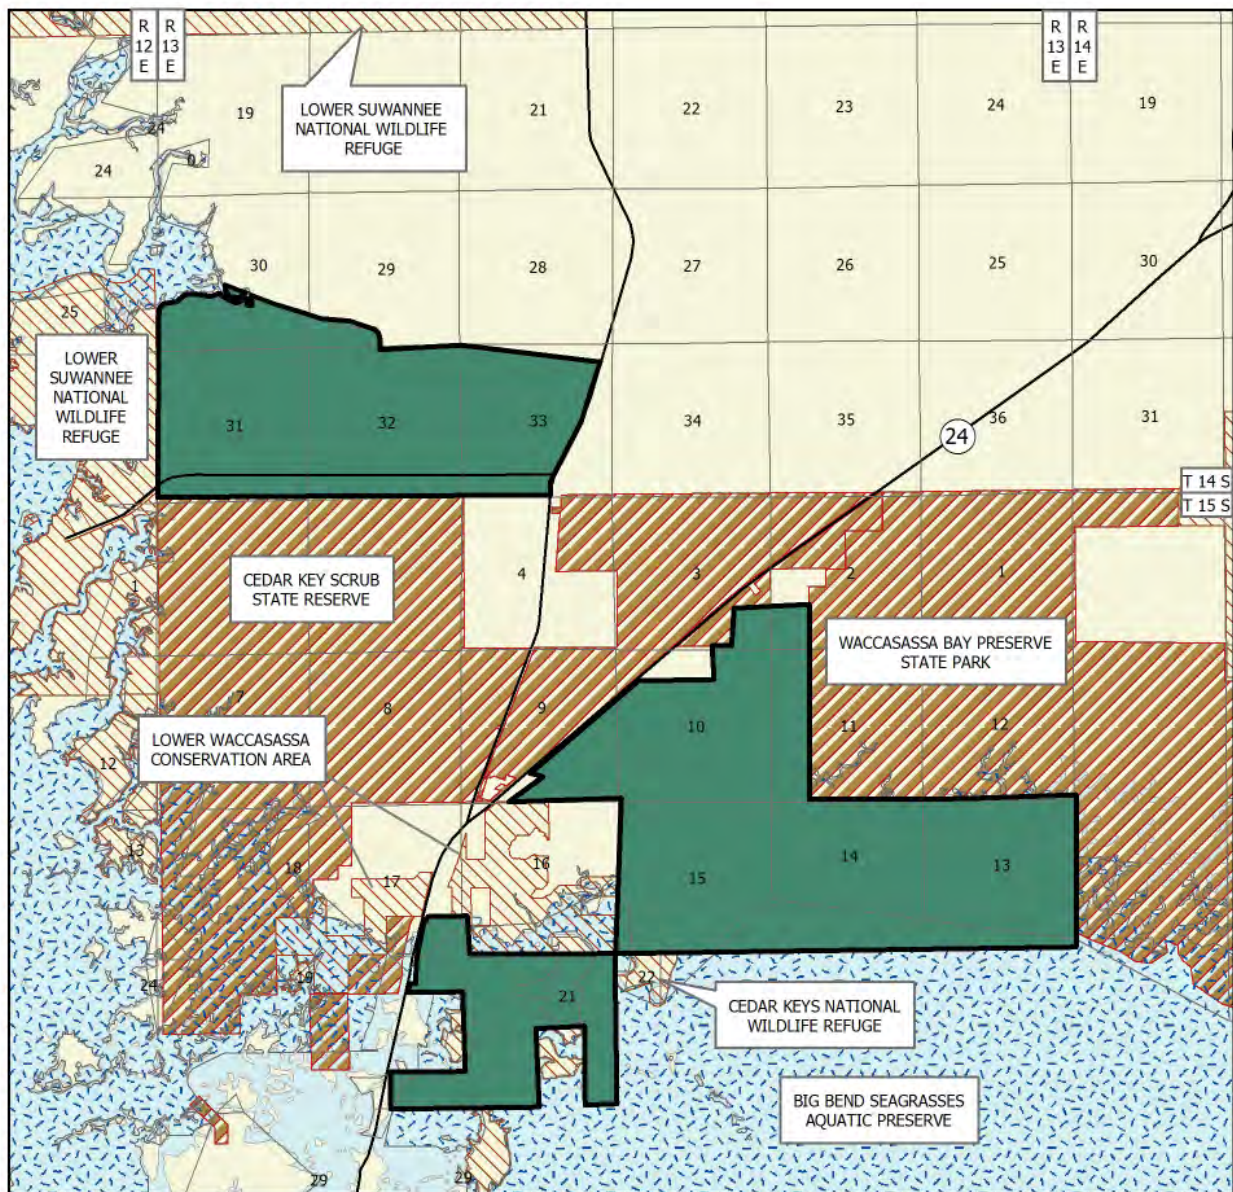 R R
12 13
E E
R R
13 14
E E
19
21
22
23
24
19
LOWER SUWANNEE
NATIONAL WILDLIFE
REFUGE
24
24
0
30
29
28
27
26
25
30
25
LOWER
SUWANNEE
NATIONAL
WILDLIFE
REFUGE
31
32
33
34
35
36
31
24
T 14 S
T 15 S
1
CEDAR KEY SCRUB
STATE RESERVE
4
3
2
1
WACCASASSA BAY PRESERVE
STATE PARK
7
8
9
10
11
12
LOWER WACCASASSA
CONSERVATION AREA
12
13
18
17
16
15
14
13
24
19
21
22
CEDAR KEYS NATIONAL
WILDLIFE REFUGE
BIG BEND SEAGRASSES
AQUATIC PRESERVE
29
29